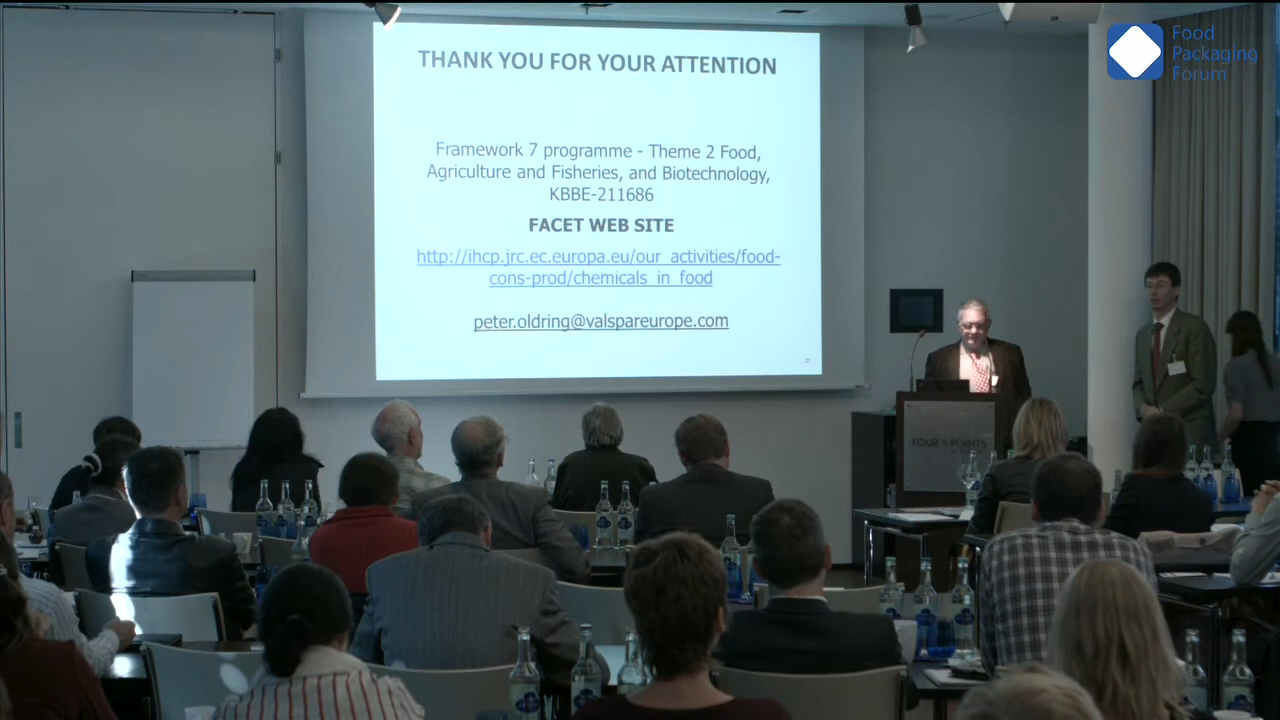 THANK YOU FOR YOUR ATTENTION
Framework 7 programme - Theme 2 Food,
Agriculture and Fisheries, and Biotechnology,
KBBE-211686
FACET WEB SITE
http://ihcp.jrc.ec.europa.eu/our_activities/food-
cons-prod/chemicals_in_food
peter.oldring@valspareurope.com
Food
Packaging
Forum
FOUR POINTS